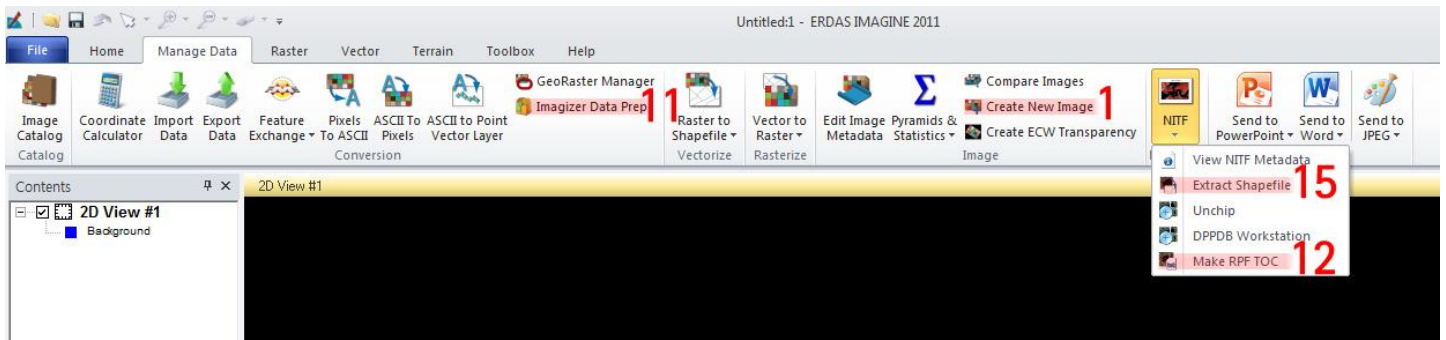 Untitled:1 - ERDAS IMAGINE 2011
File Home Manage Data Raster Vector Terrain Toolbox Help
Image Catalog
Coordinate Calculator
Import Data
Export Data
Feature Exchange
Pixels To ASCII
ASCII To Pixels
ASCII to Point Vector Layer
GeoRaster Manager
Imagizer Data Prep 11
Raster to Shapefile
Vector to Raster
Edit Image Metadata
Pyramids & Statistics
Compare Images
Create New Image 1
Create ECW Transparency
NITF
Send to PowerPoint
Send to Word
Send to JPEG
Catalog Conversion Vectorize Rasterize Image
View NITF Metadata
Extract Shapefile 15
Unchip
DPPDB Workstation
Make RPF TOC 12
Contents
2D View #1
2D View #1
Background